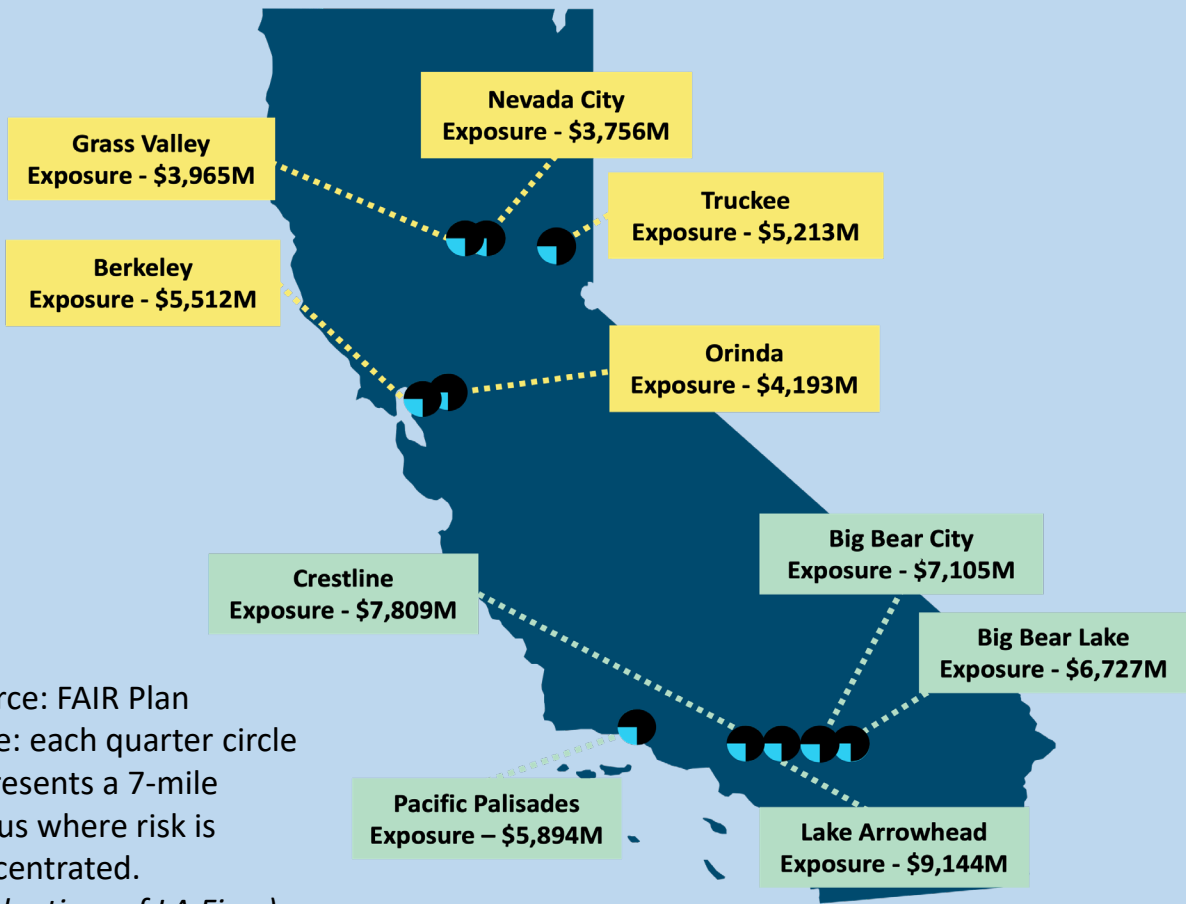 Nevada City
Exposure - $3,756M
Grass Valley
Exposure - $3,965M
Truckee
Exposure - $5,213M
Berkeley
Exposure - $5,512M
Orinda
Exposure - $4,193M
Big Bear City
Exposure - $7,105M
Crestline
Exposure - $7,809M
Big Bear Lake
Exposure - $6,727M
rce: FAIR Plan
e: each quarter circle
resents a 7-mile
us where risk is
centrated.
Pacific Palisades
Exposure – $5,894M
Lake Arrowhead
Exposure - $9,144M